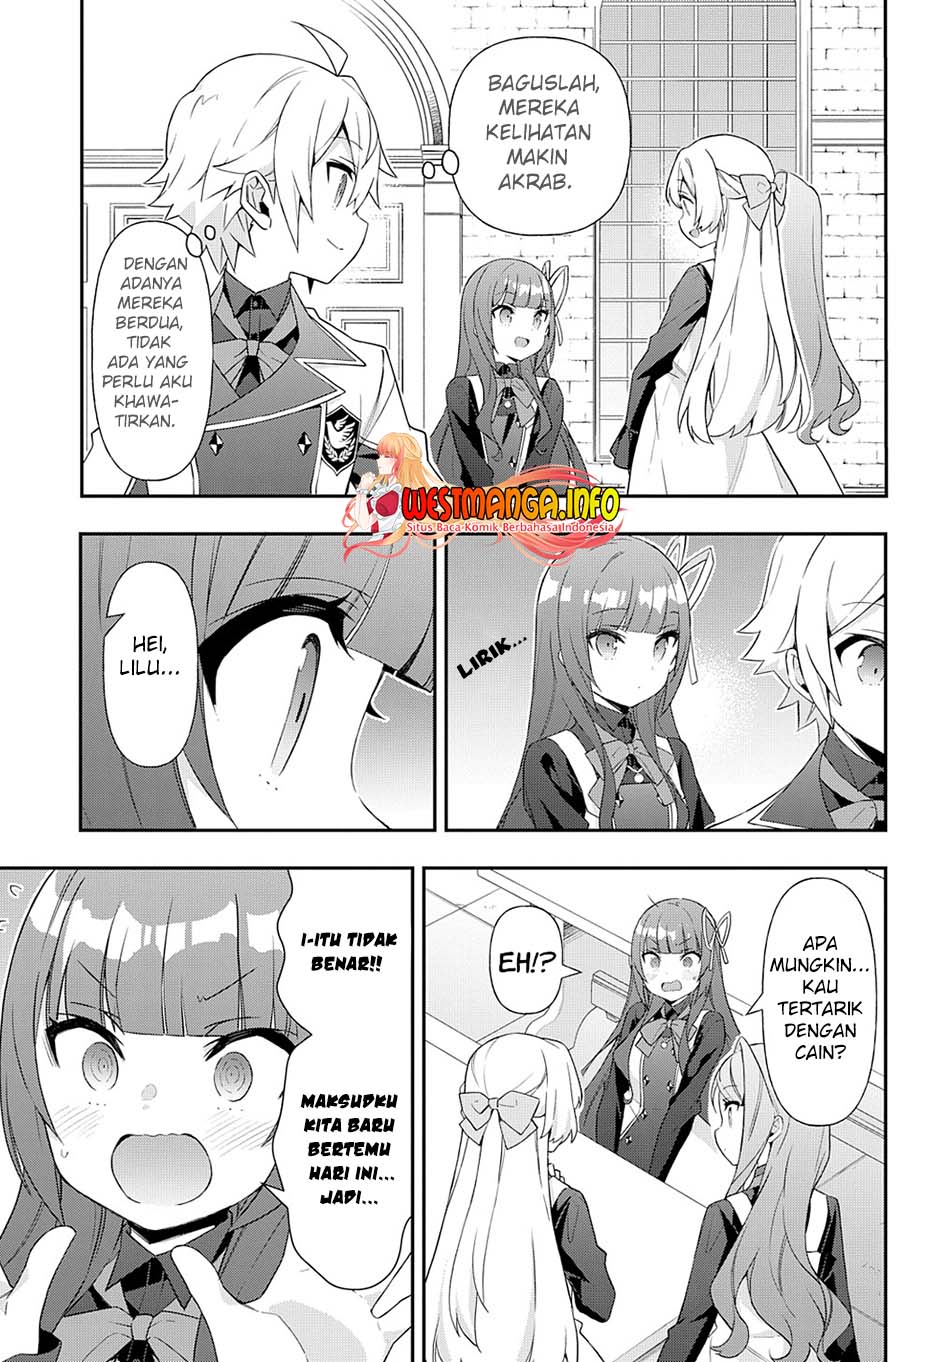 BAGUSLAH,
MEREKA
KELIHATAN
MAKIN
AKRAB.
DENGAN
ADANYA
MEREKA
BERDUA,
TIDAK
ADA YANG
PERLU AKU
KHAWA-
TIRKAN.
WESTMANGA.INFO
Situs Baca Komik Berbahasa Indonesia
LIRIK...
HEI,
LILU...
APA
MUNGKIN...
KAU
TERTARIK
DENGAN
CAIN?
EH!?
I-ITU TIDAK
BENAR!!
MAKSUDKU
KITA BARU
BERTEMU
HARI INI...
JADI...